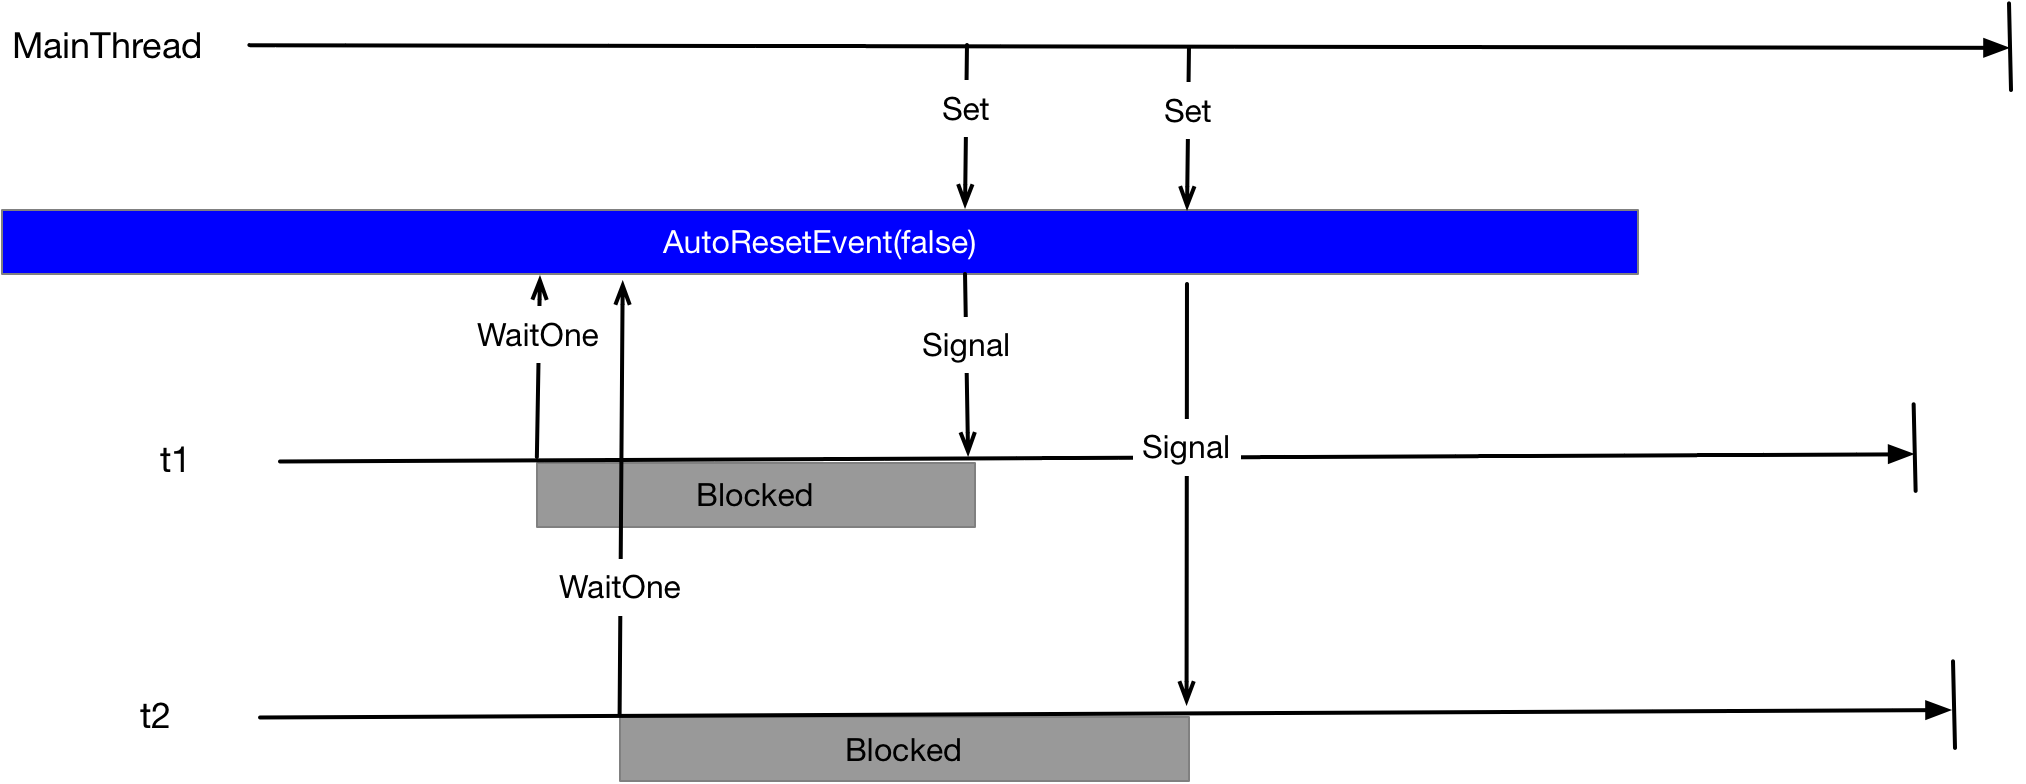 MainThread
Set
Set
AutoResetEvent(false)
WaitOne
Signal
t1
Signal
Blocked
WaitOne
t2
Blocked